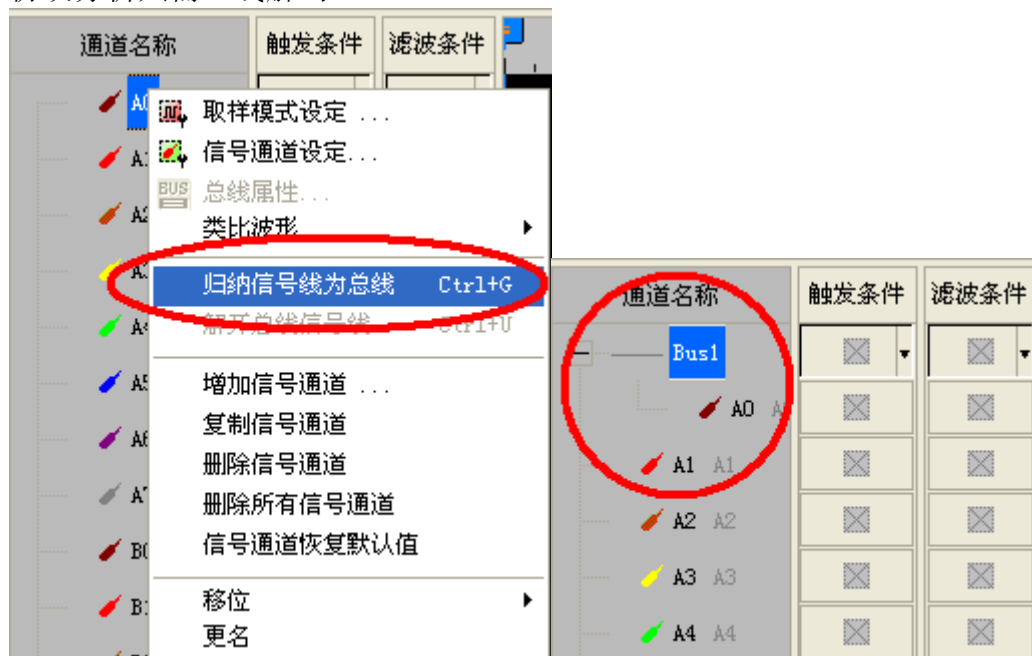 通道名称 触发条件 滤波条件
A0
取样模式设定 ...
信号通道设定...
BUS 总线属性...
类比波形
归纳信号线为总线 Ctrl+G
解开总线信号线 Ctrl+U
A5 增加信号通道 ...
复制信号通道
删除信号通道
删除所有信号通道
B0 信号通道恢复默认值
移位
更名
通道名称 触发条件 滤波条件
Bus1
A0
A1 A1
A2 A2
A3 A3
A4 A4